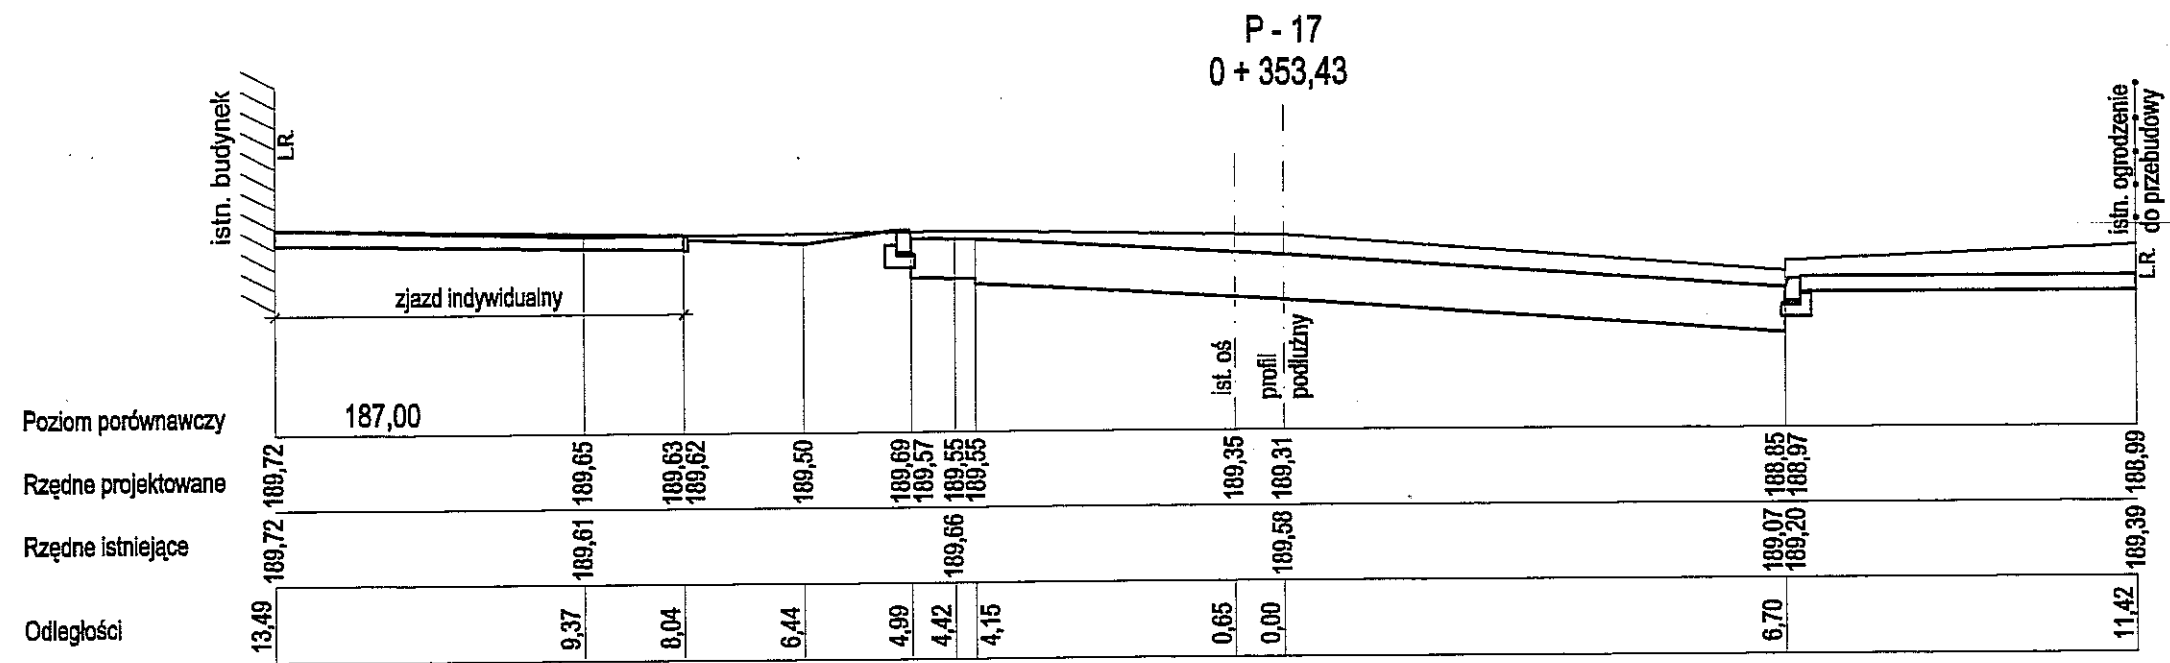 P - 17
0 + 353,43
istn. budynek
L.R.
istn. ogrodzenie
do przebudowy
L.R.
zjazd indywidualny
ist. oś
profil
podłużny
Poziom porównawczy 187,00
Rzędne projektowane 189,72 189,65 189,63 189,62 189,50 189,69 189,57 189,55 189,55 189,35 189,31 188,85 188,97 188,99
Rzędne istniejące 189,72 189,61 189,66 189,58 189,07 189,20 189,39
Odległości 13,49 9,37 8,04 6,44 4,99 4,42 4,15 0,65 0,00 6,70 11,42